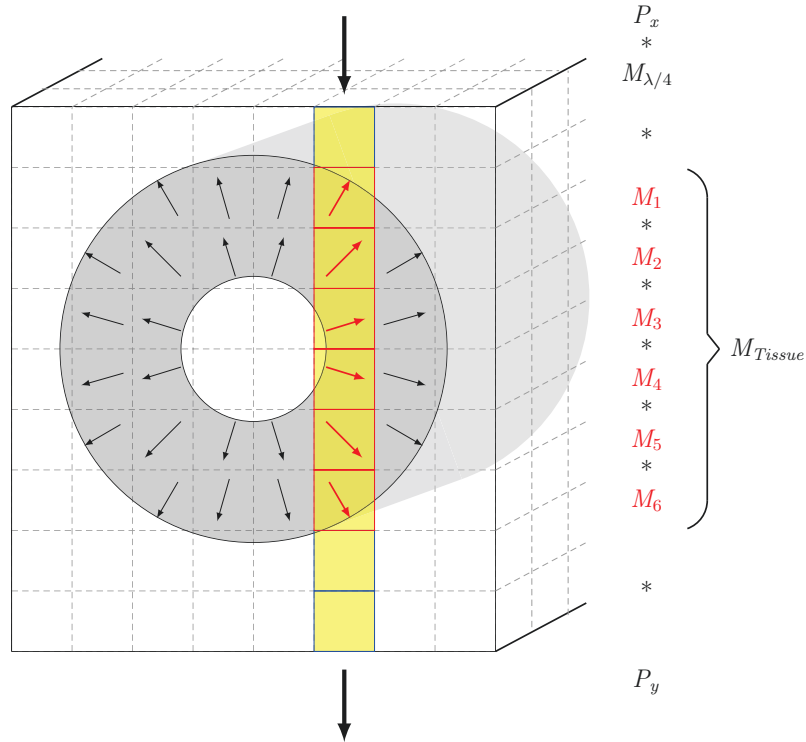 P_x
*
M_{λ/4}
*
M_1
*
M_2
*
M_3
*
M_4
*
M_5
*
M_6
M_{Tissue}
*
P_y